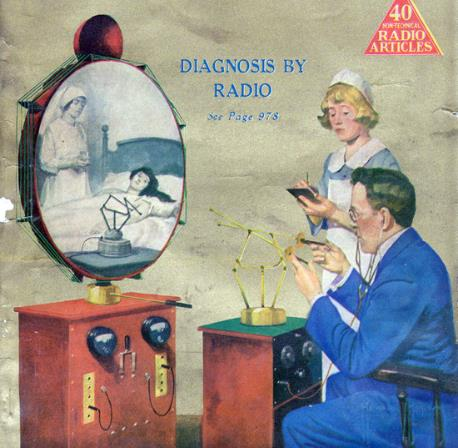 40
NON-TECHNICAL
RADIO
ARTICLES
DIAGNOSIS BY
RADIO
See Page 978